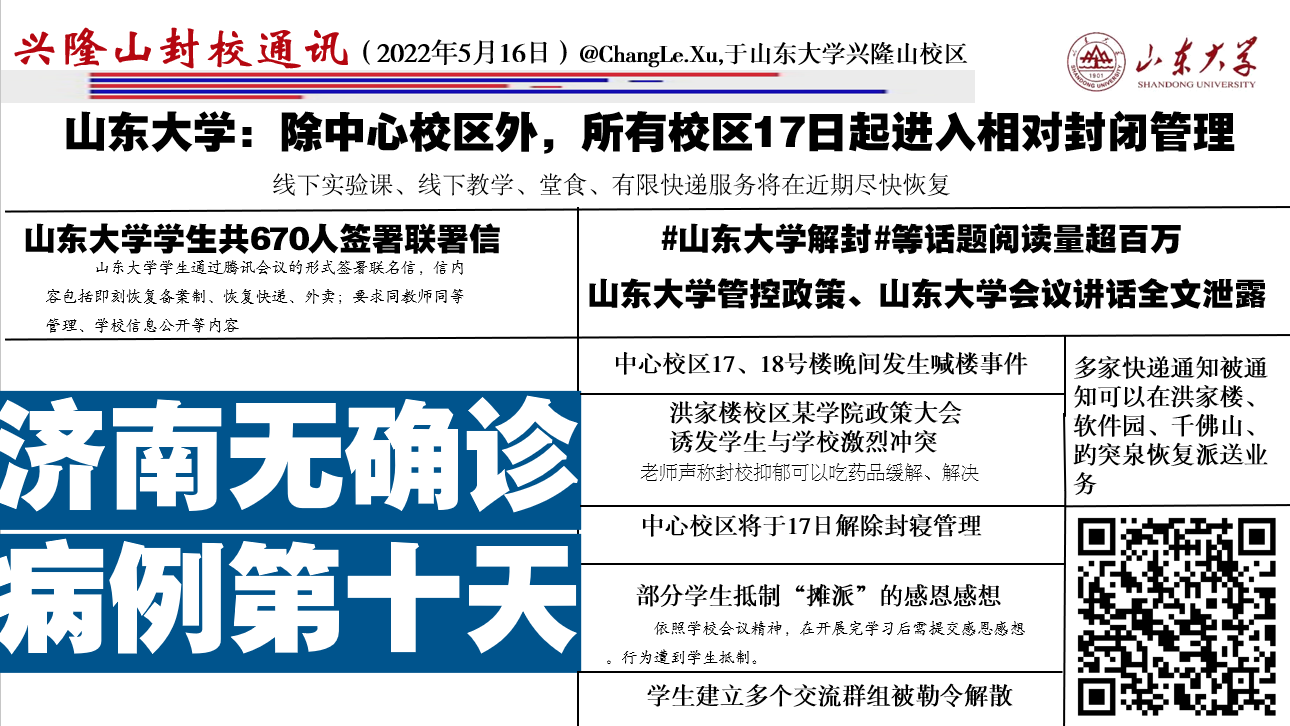 兴隆山封校通讯（2022年5月16日）@ChangLe.Xu,于山东大学兴隆山校区
山东大学
SHANDONG UNIVERSITY
SHANDONG UNIVERSITY
1901
山东大学：除中心校区外，所有校区17日起进入相对封闭管理
线下实验课、线下教学、堂食、有限快递服务将在近期尽快恢复
山东大学学生共670人签署联署信
山东大学学生通过腾讯会议的形式签署联名信，信内
容包括即刻恢复备案制、恢复快递、外卖；要求同教师同等
管理、学校信息公开等内容
#山东大学解封#等话题阅读量超百万
山东大学管控政策、山东大学会议讲话全文泄露
济南无确诊
病例第十天
中心校区17、18号楼晚间发生喊楼事件
洪家楼校区某学院政策大会
诱发学生与学校激烈冲突
老师声称封校抑郁可以吃药品缓解、解决
中心校区将于17日解除封寝管理
部分学生抵制“摊派”的感恩感想
依照学校会议精神，在开展完学习后需提交感恩感想
。行为遭到学生抵制。
学生建立多个交流群组被勒令解散
多家快递通知被通
知可以在洪家楼、
软件园、千佛山、
趵突泉恢复派送业
务